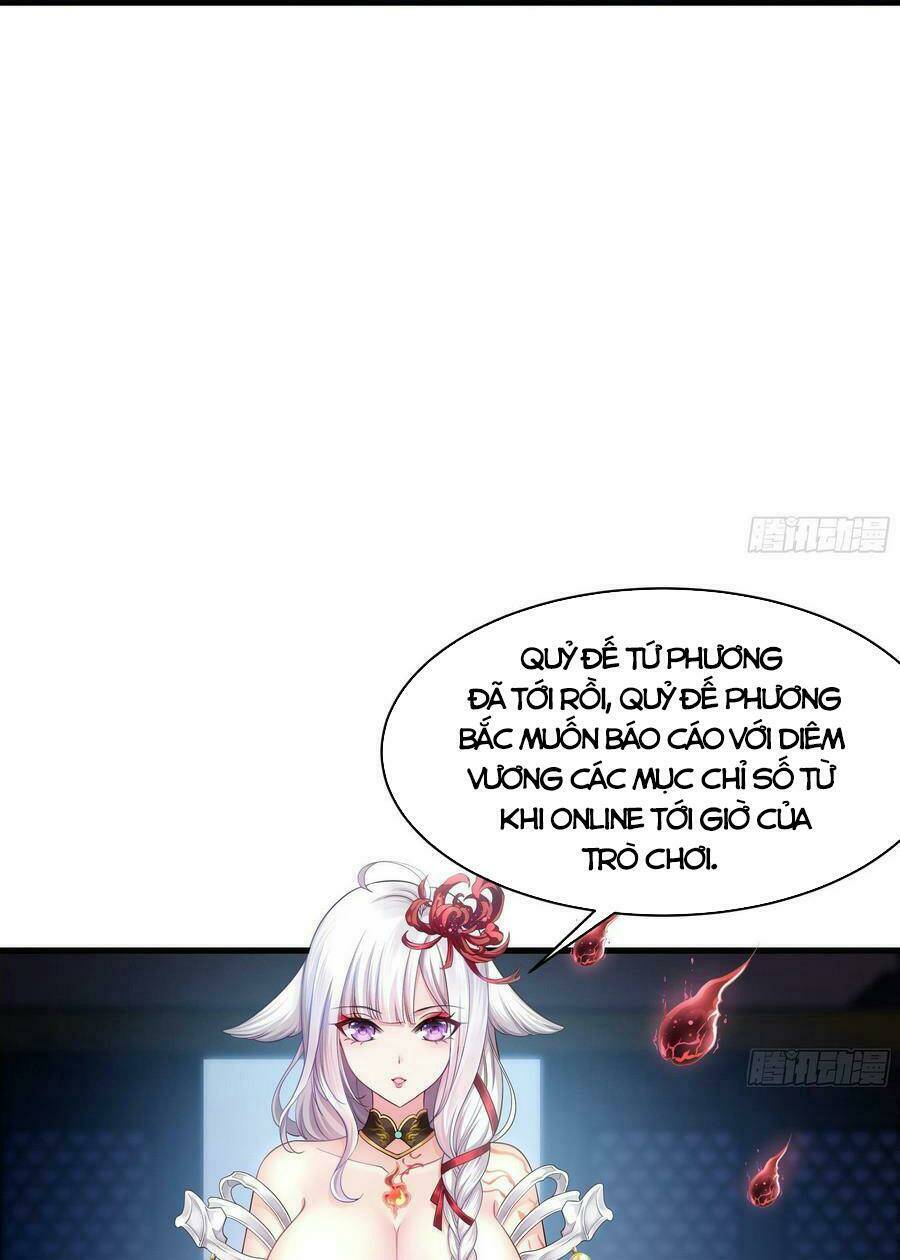 腾讯动漫
QUỶ ĐẾ TỨ PHƯƠNG
ĐÃ TỚI RỒI, QUỶ ĐẾ PHƯƠNG
BẮC MUỐN BÁO CÁO VỚI DIÊM
VƯƠNG CÁC MỤC CHỈ SỐ TỪ
KHI ONLINE TỚI GIỜ CỦA
TRÒ CHƠI.
腾讯动漫